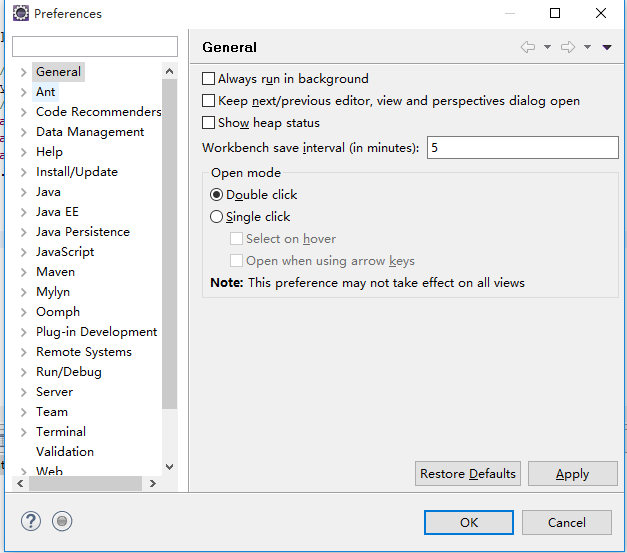 Preferences
General
Ant
Code Recommenders
Data Management
Help
Install/Update
Java
Java EE
Java Persistence
JavaScript
Maven
Mylyn
Oomph
Plug-in Development
Remote Systems
Run/Debug
Server
Team
Terminal
Validation
Web
General
Always run in background
Keep next/previous editor, view and perspectives dialog open
Show heap status
Workbench save interval (in minutes): 5
Open mode
Double click
Single click
Select on hover
Open when using arrow keys
Note: This preference may not take effect on all views
Restore Defaults
Apply
OK
Cancel